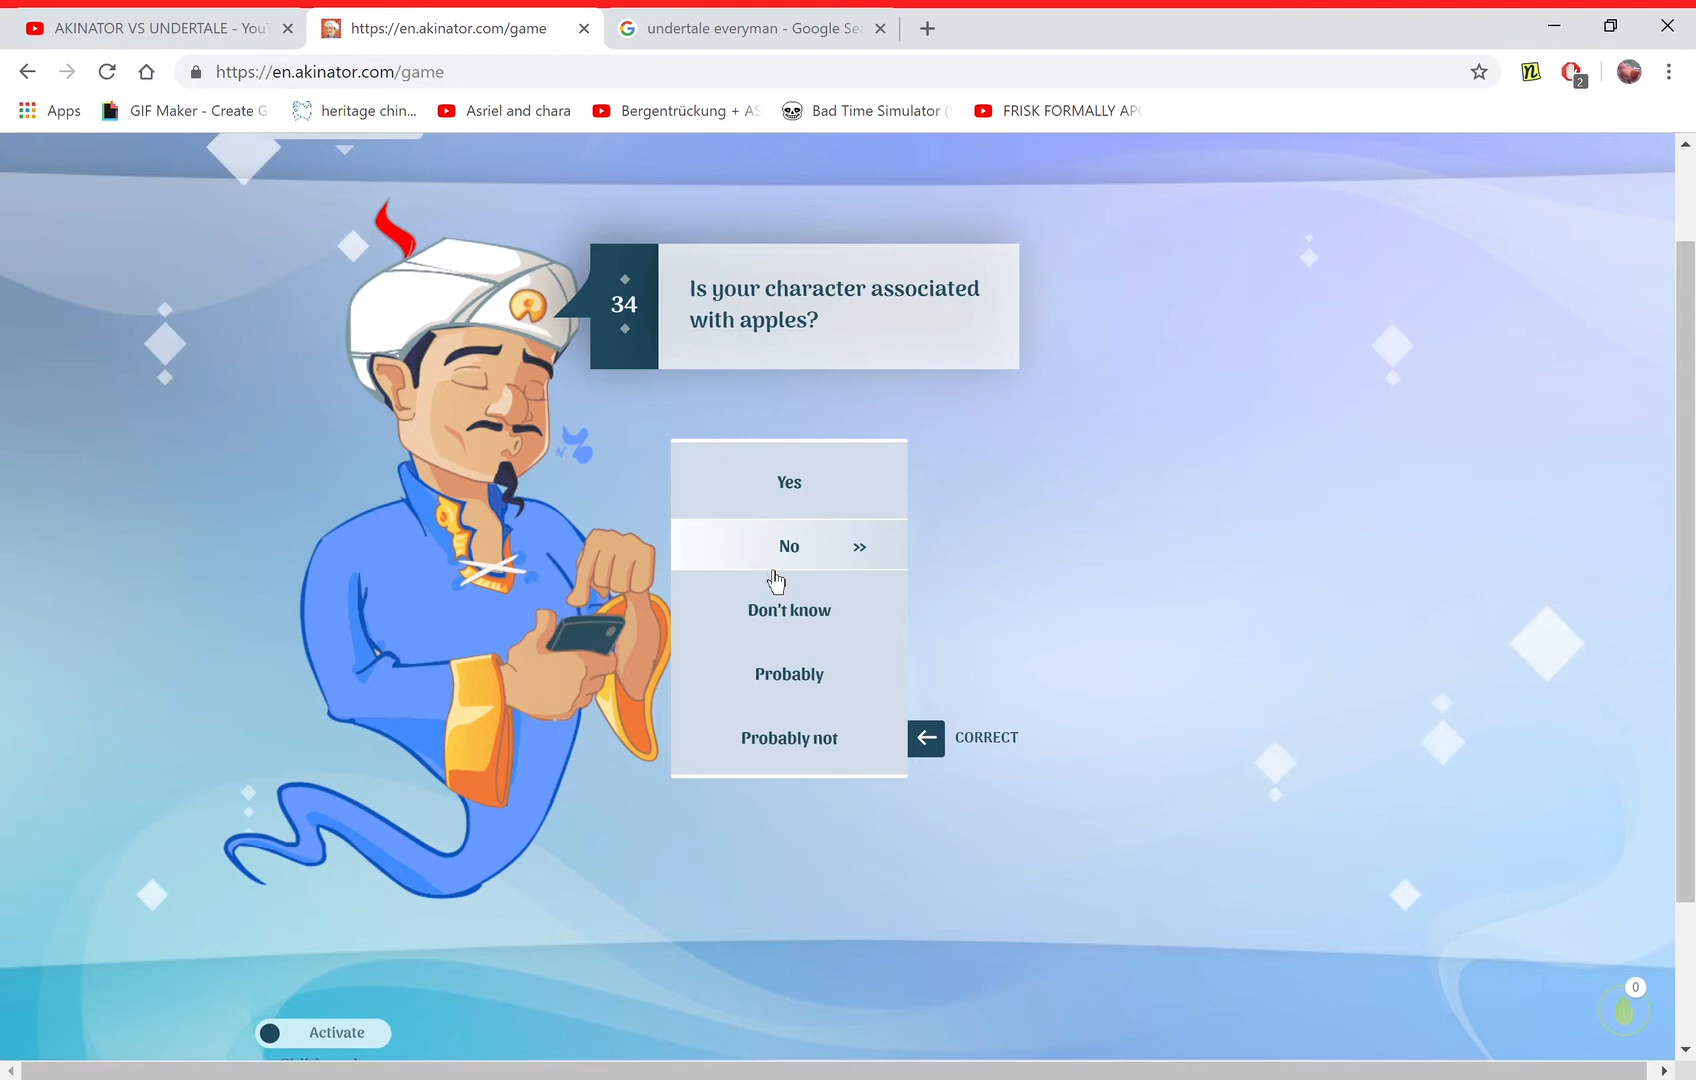 AKINATOR VS UNDERTALE - You
https://en.akinator.com/game
undertale everyman - Google Se
https://en.akinator.com/game
2
Apps
GIF Maker - Create G
heritage chin...
Asriel and chara
Bergentrückung + AS
Bad Time Simulator (
FRISK FORMALLY AP
34
Is your character associated
with apples?
Yes
No
Don't know
Probably
Probably not
CORRECT
0
Activate